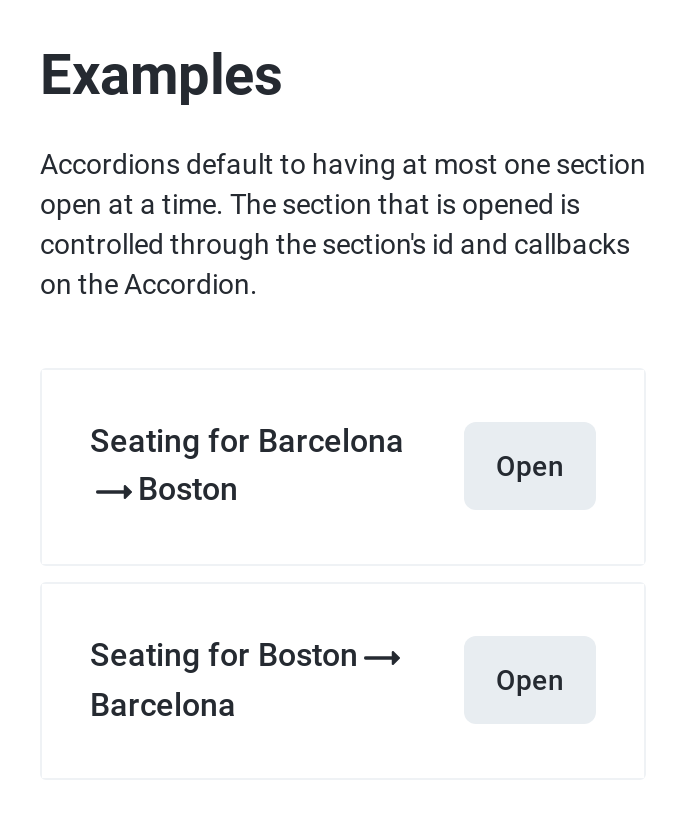 Examples
Accordions default to having at most one section
open at a time. The section that is opened is
controlled through the section's id and callbacks
on the Accordion.
Seating for Barcelona
→ Boston
Open
Seating for Boston →
Barcelona
Open